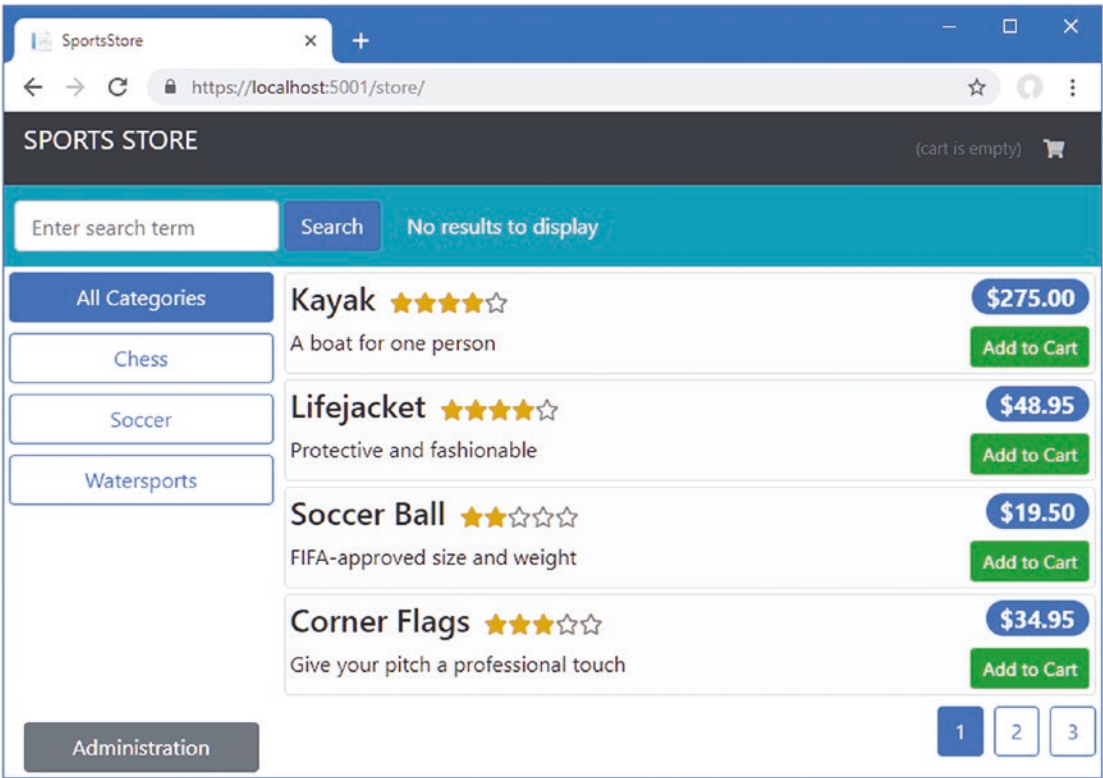 SportsStore
https://localhost:5001/store/
SPORTS STORE
(cart is empty)
Enter search term
Search
No results to display
All Categories
Chess
Soccer
Watersports
Kayak
$275.00
A boat for one person
Add to Cart
Lifejacket
$48.95
Protective and fashionable
Add to Cart
Soccer Ball
$19.50
FIFA-approved size and weight
Add to Cart
Corner Flags
$34.95
Give your pitch a professional touch
Add to Cart
Administration
1 2 3